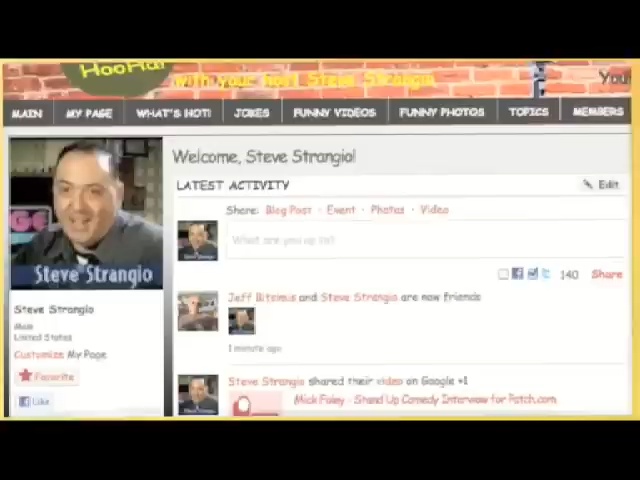 HooRa
with your host Steve Strangio
You
MAIN MY PAGE WHAT'S HOT! JOKES FUNNY VIDEOS FUNNY PHOTOS TOPICS MEMBERS
Welcome, Steve Strangio!
LATEST ACTIVITY Edit
Share: Blog Post · Event · Photos · Video
What are you up to?
140 Share
Steve Strangio
Steve Strangio
Male
United States
Customize My Page
Favorite
Like
and Steve Strangio are now friends
1 minute ago
Steve Strangio shared their video on Google +1
Mick Foley - Stand Up Comedy Interview for Patch.com